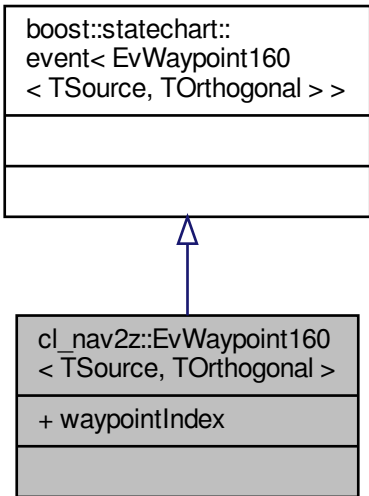 boost::statechart::
event< EvWaypoint160
< TSource, TOrthogonal > >
cl_nav2z::EvWaypoint160
< TSource, TOrthogonal >
+ waypointIndex